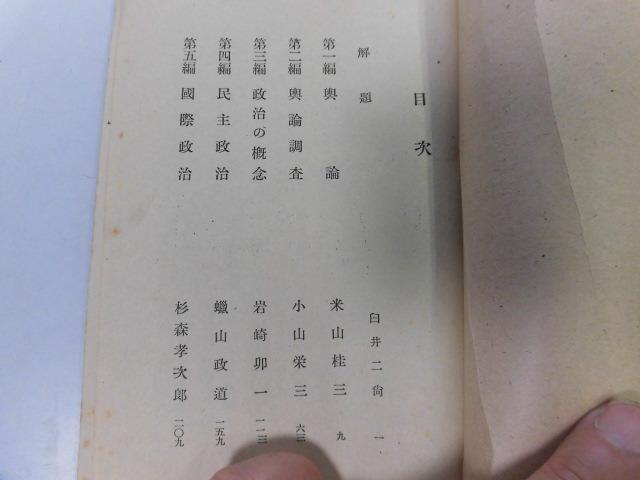 目次
解題 臼井二尚 一
第一編 輿論 米山桂三 九
第二編 輿論調査 小山栄三 六三
第三編 政治の概念 岩崎卯一 一一三
第四編 民主政治 蠟山政道 一五九
第五編 國際政治 杉森孝次郎 二〇九